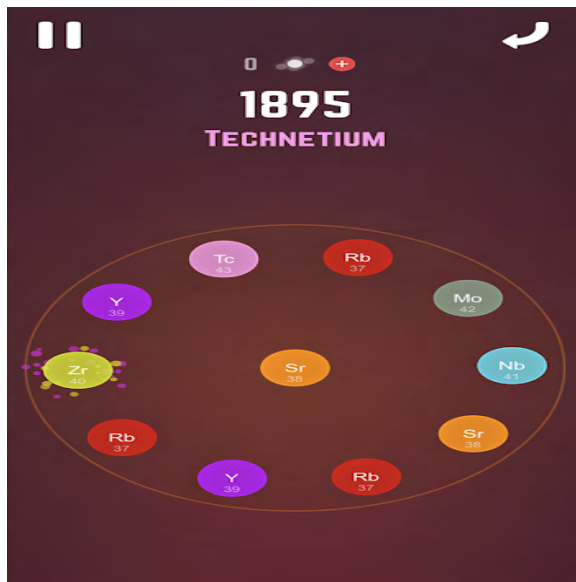 0
1895
TECHNETIUM
Tc
43
Rb
37
Y
39
Mo
42
Zr
40
Sr
38
Nb
41
Rb
37
Sr
38
Y
39
Rb
37